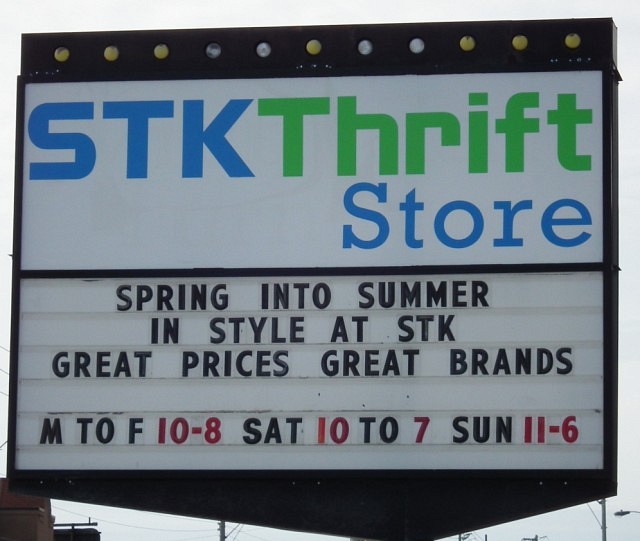 STKThrift
Store
SPRING INTO SUMMER
IN STYLE AT STK
GREAT PRICES GREAT BRANDS
M TO F 10-8 SAT 10 TO 7 SUN 11-6